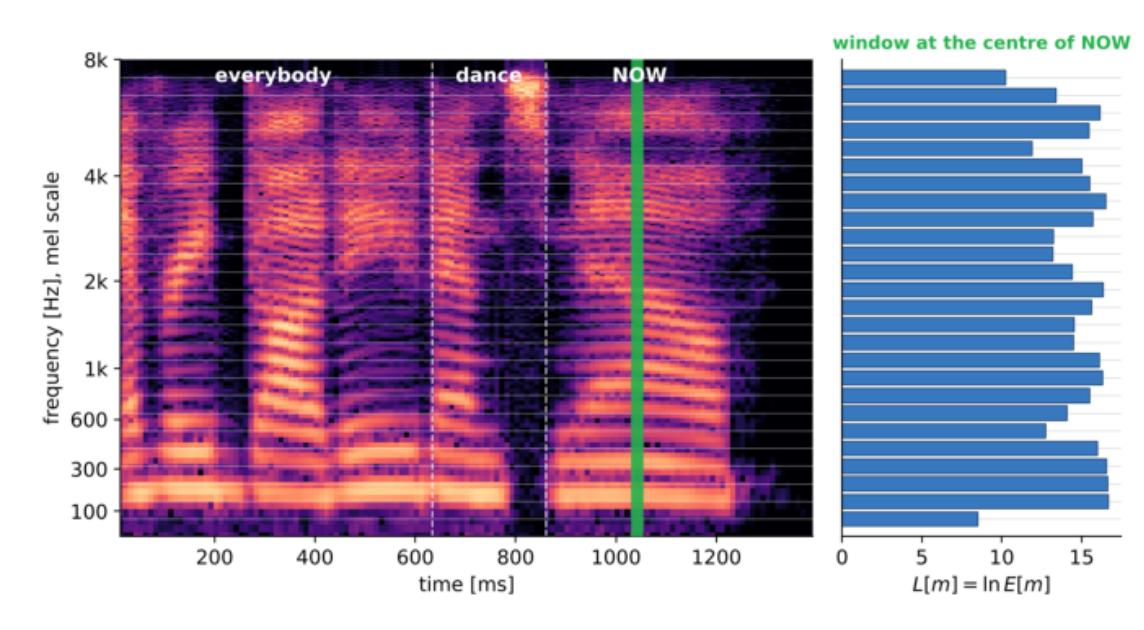 window at the centre of NOW
everybody dance NOW
8k
4k
2k
1k
600
300
100
frequency [Hz], mel scale
200 400 600 800 1000 1200
time [ms]
0 5 10 15
L[m] = ln E[m]